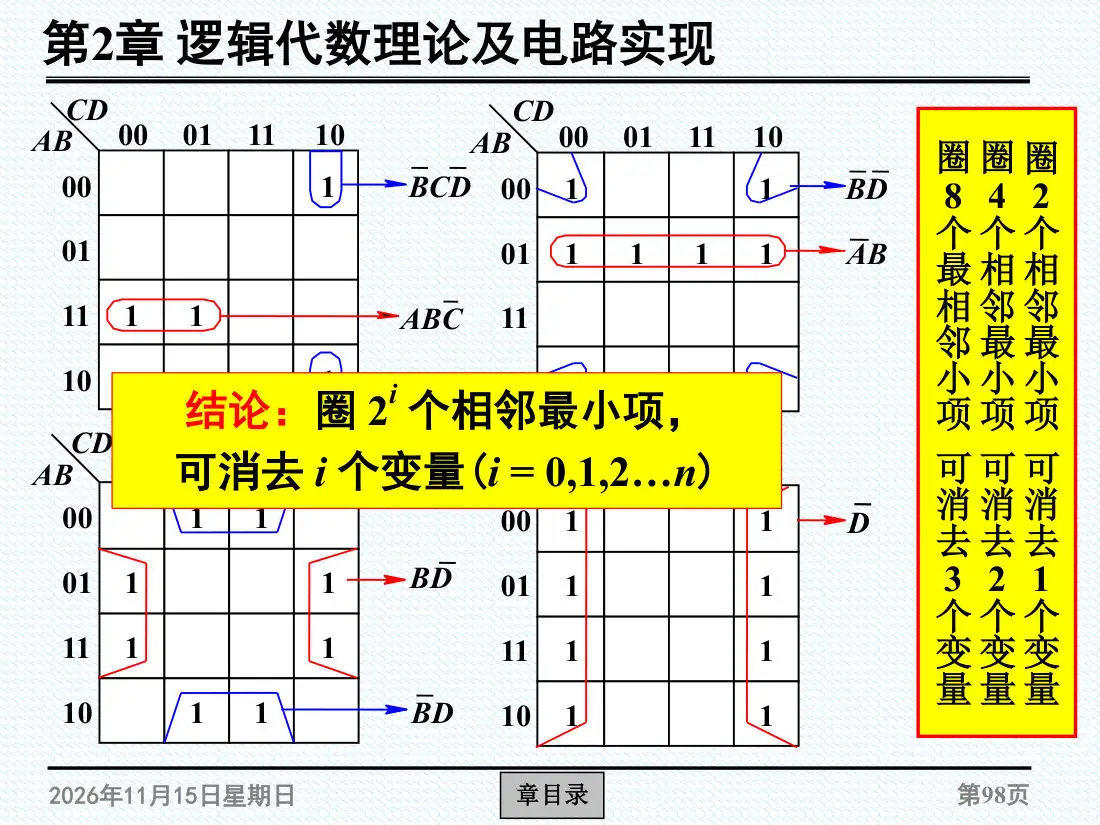 第2章 逻辑代数理论及电路实现
CD
AB 00 01 11 10
00 1 B̅CD̅
01
11 1 1 ABC̅
10
CD
AB 00 01 11 10
00 1 1 B̅D̅
01 1 1 1 1 A̅B
11
10
结论：圈 2^i 个相邻最小项，
可消去 i 个变量(i = 0,1,2…n)
CD
AB
00 1 1
01 1 1 BD̅
11 1 1
10 1 1 B̅D
00 1 1 D̅
01 1 1
11 1 1
10 1 1
圈2个相邻最小项 可消去1个变量
圈4个相邻最小项 可消去2个变量
圈8个最相邻小项 可消去3个变量
2026年11月15日星期日
章目录
第98页